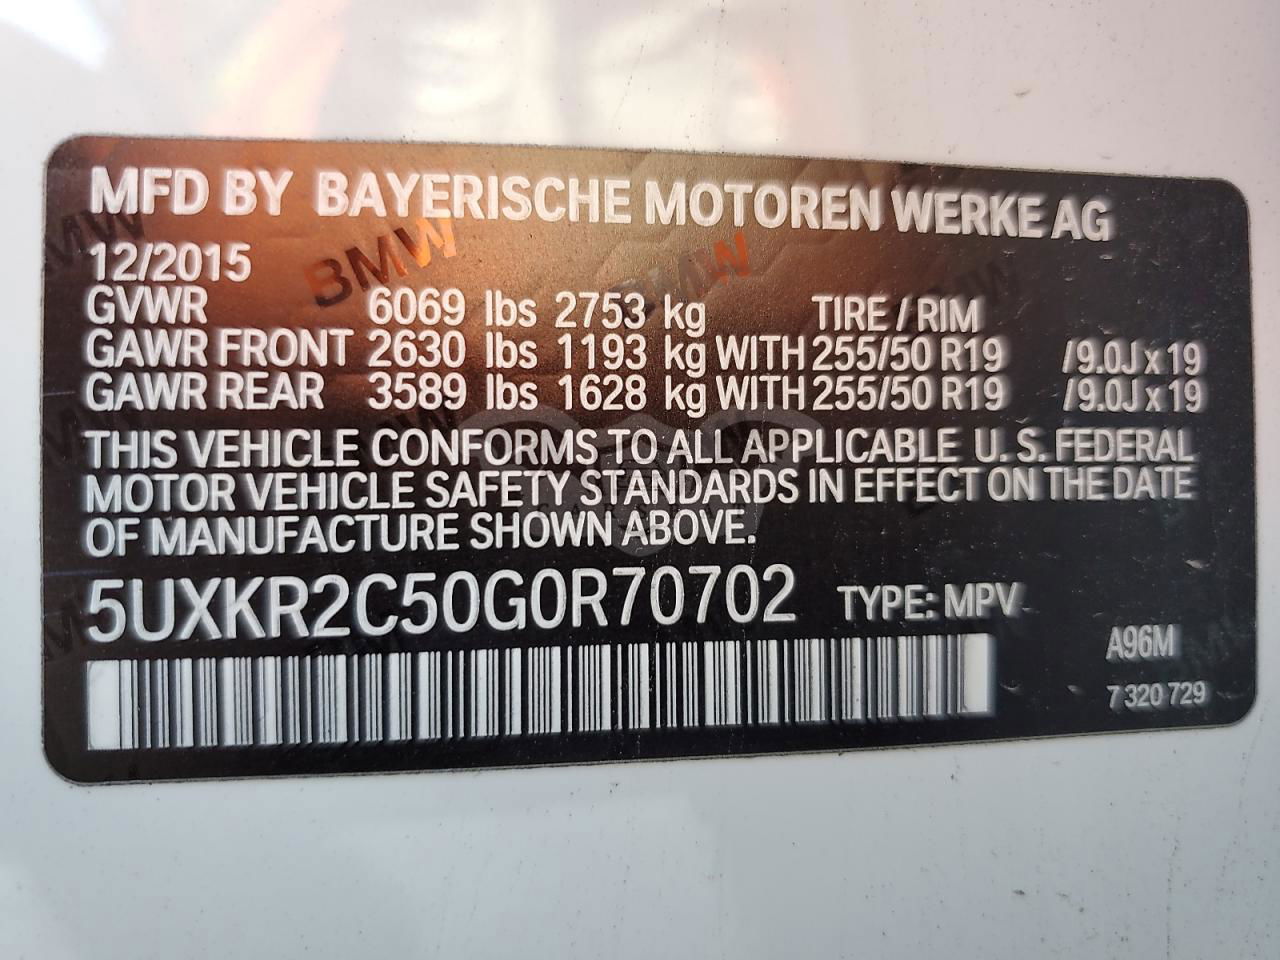 MFD BY BAYERISCHE MOTOREN WERKE AG
12/2015
GVWR 6069 lbs 2753 kg TIRE / RIM
GAWR FRONT 2630 lbs 1193 kg WITH 255/50 R19 /9.0J x 19
GAWR REAR 3589 lbs 1628 kg WITH 255/50 R19 /9.0J x 19
THIS VEHICLE CONFORMS TO ALL APPLICABLE U. S. FEDERAL
MOTOR VEHICLE SAFETY STANDARDS IN EFFECT ON THE DATE
OF MANUFACTURE SHOWN ABOVE.
5UXKR2C50G0R70702 TYPE: MPV
A96M
7 320 729
BMW
BMW